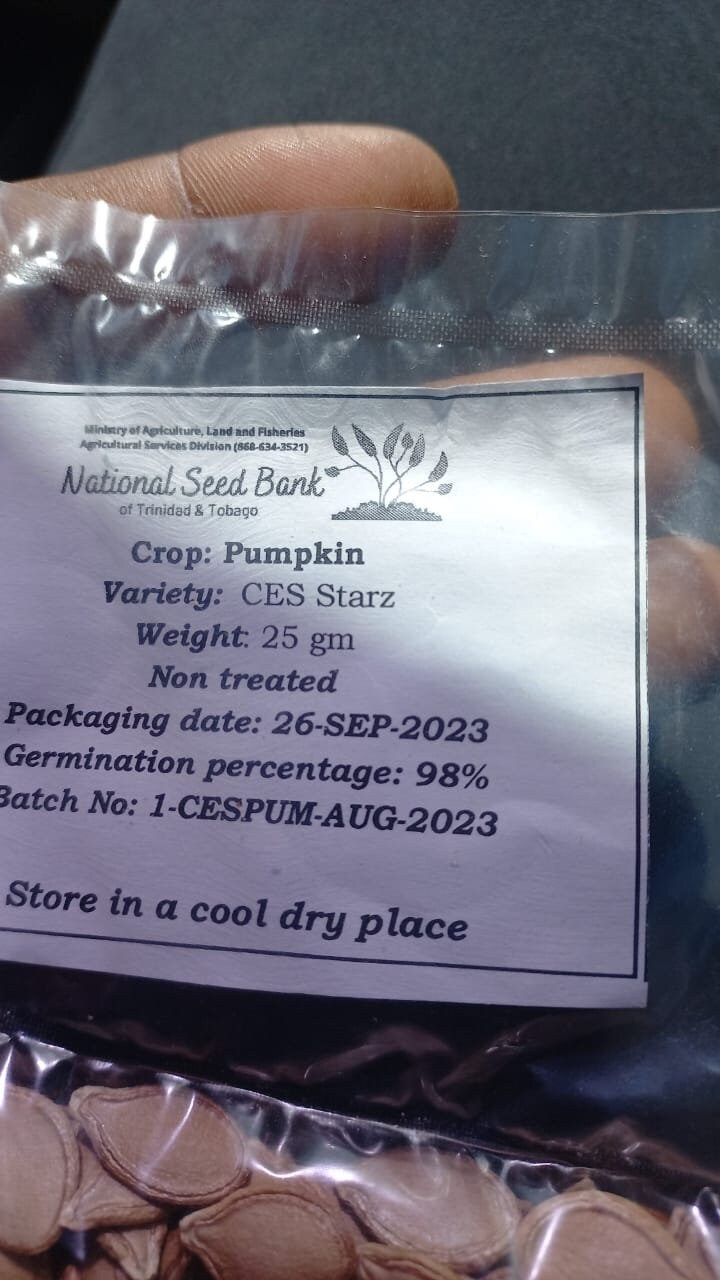 Ministry of Agriculture, Land and Fisheries
Agricultural Services Division (868-634-3521)
National Seed Bank
of Trinidad & Tobago
Crop: Pumpkin
Variety: CES Starz
Weight: 25 gm
Non treated
Packaging date: 26-SEP-2023
Germination percentage: 98%
Batch No: 1-CESPUM-AUG-2023
Store in a cool dry place